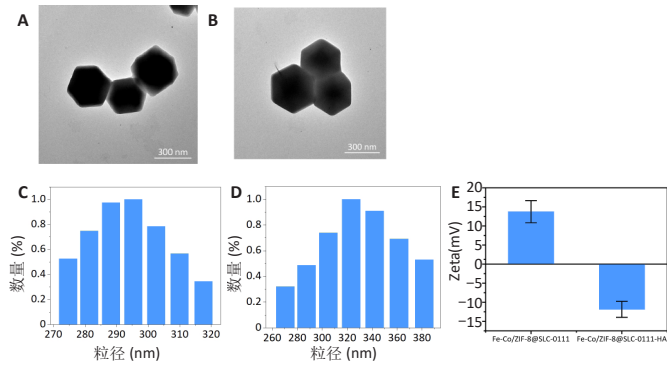 A
B
300 nm
300 nm
C
D
E
数量 (%)
1.0
0.8
0.6
0.4
0.2
0
270 280 290 300 310 320
粒径 (nm)
数量 (%)
1.0
0.8
0.6
0.4
0.2
0
260 280 300 320 340 360 380
粒径 (nm)
Zeta(mV)
20
15
10
5
0
−5
−10
−15
Fe-Co/ZIF-8@SLC-0111
Fe-Co/ZIF-8@SLC-0111-HA